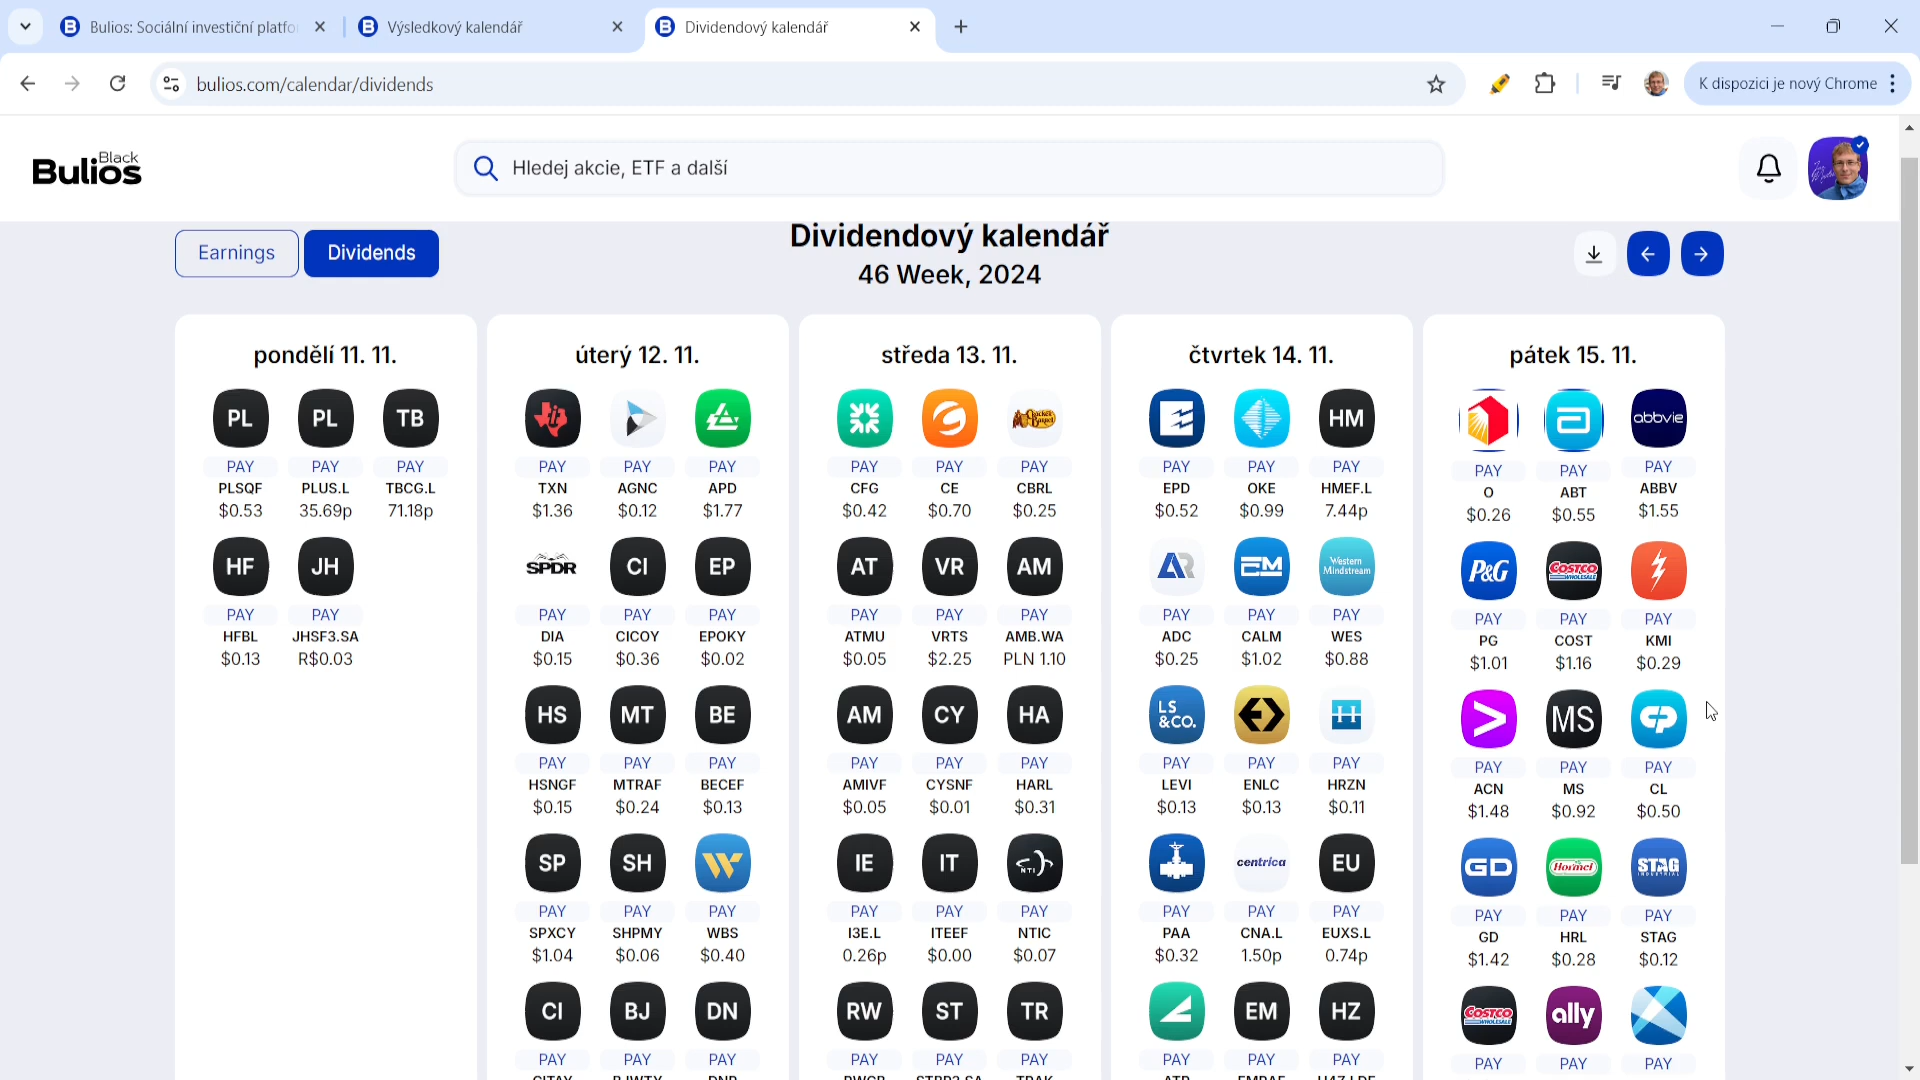 Bulios: Sociální investiční platfo
Výsledkový kalendář
Dividendový kalendář
bulios.com/calendar/dividends
K dispozici je nový Chrome
Bulios Black
Hledej akcie, ETF a další
Earnings
Dividends
Dividendový kalendář
46 Week, 2024
pondělí 11. 11.
PL PL TB
PAY PAY PAY
PLSQF PLUS.L TBCG.L
$0.53 35.69p 71.18p
HF JH
PAY PAY
HFBL JHSF3.SA
$0.13 R$0.03
úterý 12. 11.
PAY PAY PAY
TXN AGNC APD
$1.36 $0.12 $1.77
SPDR CI EP
PAY PAY PAY
DIA CICOY EPOKY
$0.15 $0.36 $0.02
HS MT BE
PAY PAY PAY
HSNGF MTRAF BECEF
$0.15 $0.24 $0.13
SP SH W
PAY PAY PAY
SPXCY SHPMY WBS
$1.04 $0.06 $0.40
CI BJ DN
PAY PAY PAY
středa 13. 11.
Cracker Barrel
PAY PAY PAY
CFG CE CBRL
$0.42 $0.70 $0.25
AT VR AM
PAY PAY PAY
ATMU VRTS AMB.WA
$0.05 $2.25 PLN 1.10
AM CY HA
PAY PAY PAY
AMIVF CYSNF HARL
$0.05 $0.01 $0.31
IE IT NTI
PAY PAY PAY
I3E.L ITEEF NTIC
0.26p $0.00 $0.07
RW ST TR
PAY PAY PAY
čtvrtek 14. 11.
HM
PAY PAY PAY
EPD OKE HMEF.L
$0.52 $0.99 7.44p
AR EM Western Mindstream
PAY PAY PAY
ADC CALM WES
$0.25 $1.02 $0.88
LS &CO. H
PAY PAY PAY
LEVI ENLC HRZN
$0.13 $0.13 $0.11
centrica EU
PAY PAY PAY
PAA CNA.L EUXS.L
$0.32 1.50p 0.74p
EM HZ
PAY PAY PAY
pátek 15. 11.
abbvie
PAY PAY PAY
O ABT ABBV
$0.26 $0.55 $1.55
P&G COSTCO WHOLESALE
PAY PAY PAY
PG COST KMI
$1.01 $1.16 $0.29
MS CP
PAY PAY PAY
ACN MS CL
$1.48 $0.92 $0.50
GD Hormel STAG INDUSTRIAL
PAY PAY PAY
GD HRL STAG
$1.42 $0.28 $0.12
COSTCO WHOLESALE ally
PAY PAY PAY